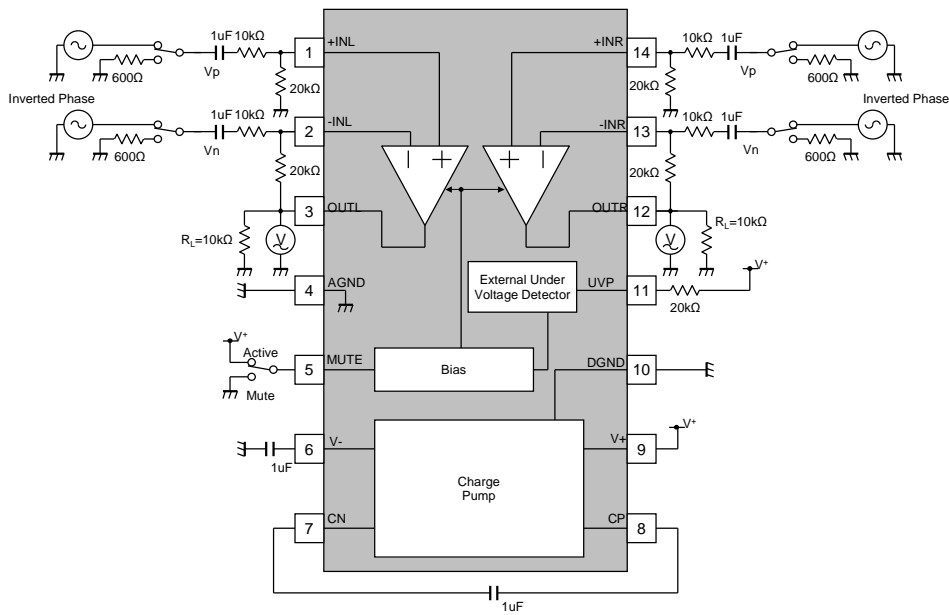 1uF 10kΩ
1
+INL
+INR
14
10kΩ 1uF
600Ω
Vp
20kΩ
20kΩ
Vp
600Ω
Inverted Phase
Inverted Phase
1uF 10kΩ
2
-INL
-INR
13
10kΩ 1uF
600Ω
Vn
20kΩ
20kΩ
Vn
600Ω
3
OUTL
OUTR
12
RL=10kΩ
V
V
RL=10kΩ
4
AGND
External Under
Voltage Detector
UVP
11
20kΩ
V+
V+
Active
Mute
5
MUTE
Bias
DGND
10
1uF
6
V-
V+
9
V+
Charge
Pump
7
CN
CP
8
1uF